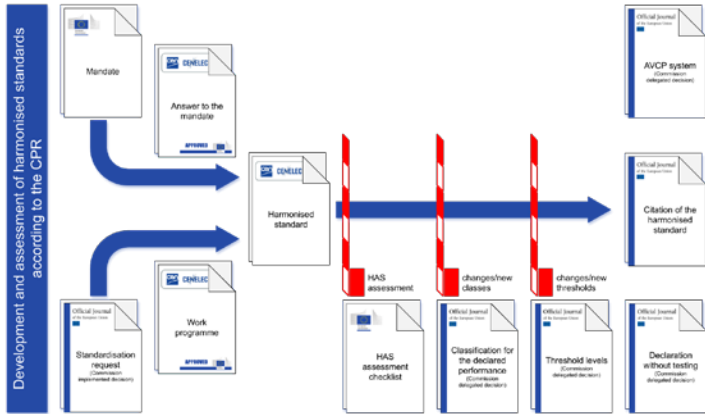 Development and assessment of harmonised standards
according to the CPR
Mandate
CEN CENELEC
Answer to the
mandate
APPROVED
Official Journal
of the European Union
AVCP system
(Commission
delegated decision)
CEN CENELEC
Harmonised
standard
Official Journal
of the European Union
Citation of the
harmonised
standard
HAS
assessment
changes/new
classes
changes/new
thresholds
Official Journal
of the European Union
Standardisation
request
(Commission
implemented decision)
CEN CENELEC
Work
programme
APPROVED
HAS
assessment
checklist
Official Journal
of the European Union
Classification for
the declared
performance
(Commission
delegated decision)
Official Journal
of the European Union
Threshold levels
(Commission
delegated decision)
Official Journal
of the European Union
Declaration
without testing
(Commission
delegated decision)